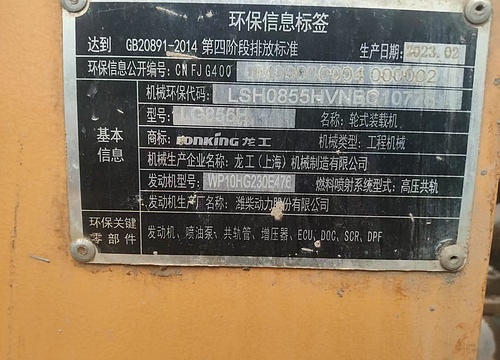 环保信息标签
达到 GB20891-2014 第四阶段排放标准 生产日期: 2023.02
环保信息公开编号: CN FJ G400 000002
机械环保代码: LSH0855HVNB
型号: LG855H 名称: 轮式装载机
基本信息
商标: LONKING 龙工 机械类型: 工程机械
机械生产企业名称: 龙工(上海)机械制造有限公司
发动机型号: WP10HG230E476 燃料喷射系统型式: 高压共轨
发动机生产厂名称: 潍柴动力股份有限公司
环保关键零部件 发动机、喷油泵、共轨管、增压器、ECU、DOC、SCR、DPF